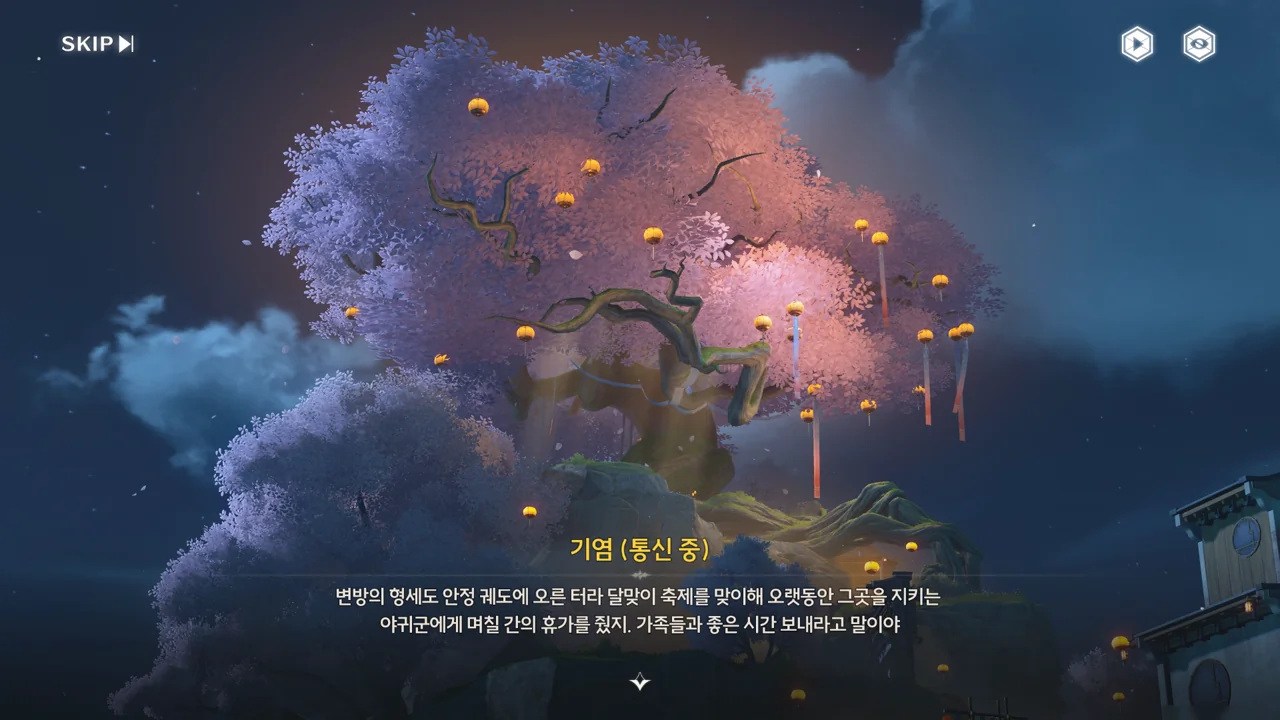 SKIP
기염 (통신 중)
변방의 형세도 안정 궤도에 오른 터라 달맞이 축제를 맞이해 오랫동안 그곳을 지키는
야귀군에게 며칠 간의 휴가를 줬지. 가족들과 좋은 시간 보내라고 말이야